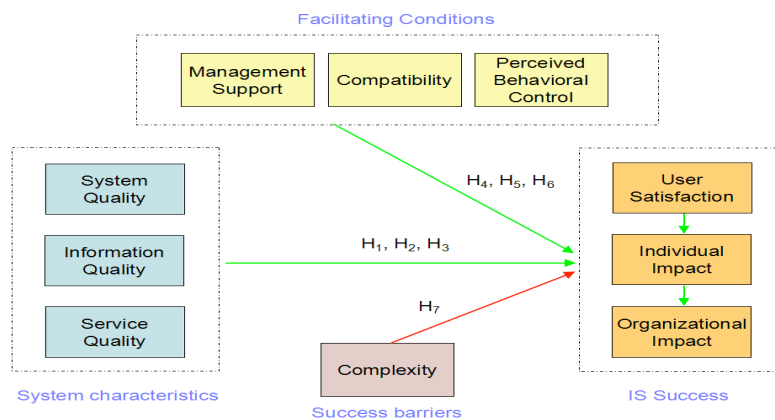 Facilitating Conditions
Management
Support
Compatibility
Perceived
Behavioral
Control
System
Quality
Information
Quality
Service
Quality
System characteristics
H4, H5, H6
H1, H2, H3
H7
Complexity
Success barriers
User
Satisfaction
Individual
Impact
Organizational
Impact
IS Success